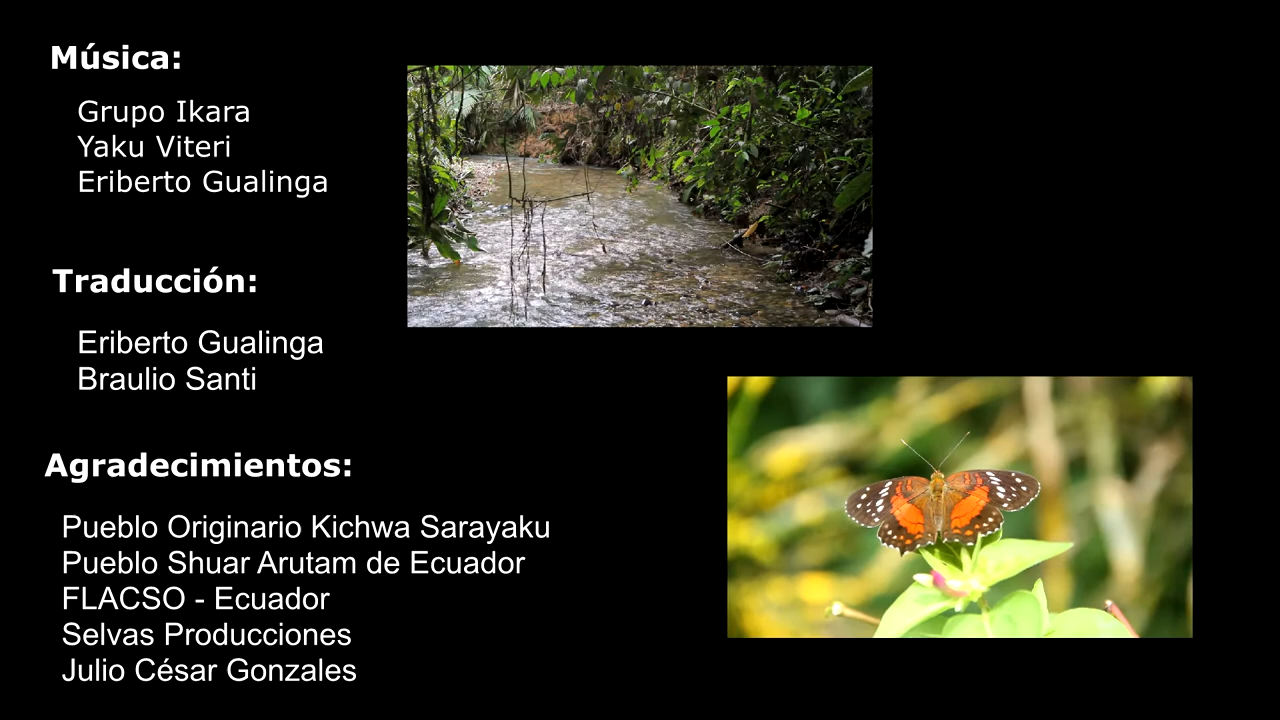 Música:
Grupo Ikara
Yaku Viteri
Eriberto Gualinga
Traducción:
Eriberto Gualinga
Braulio Santi
Agradecimientos:
Pueblo Originario Kichwa Sarayaku
Pueblo Shuar Arutam de Ecuador
FLACSO - Ecuador
Selvas Producciones
Julio César Gonzales